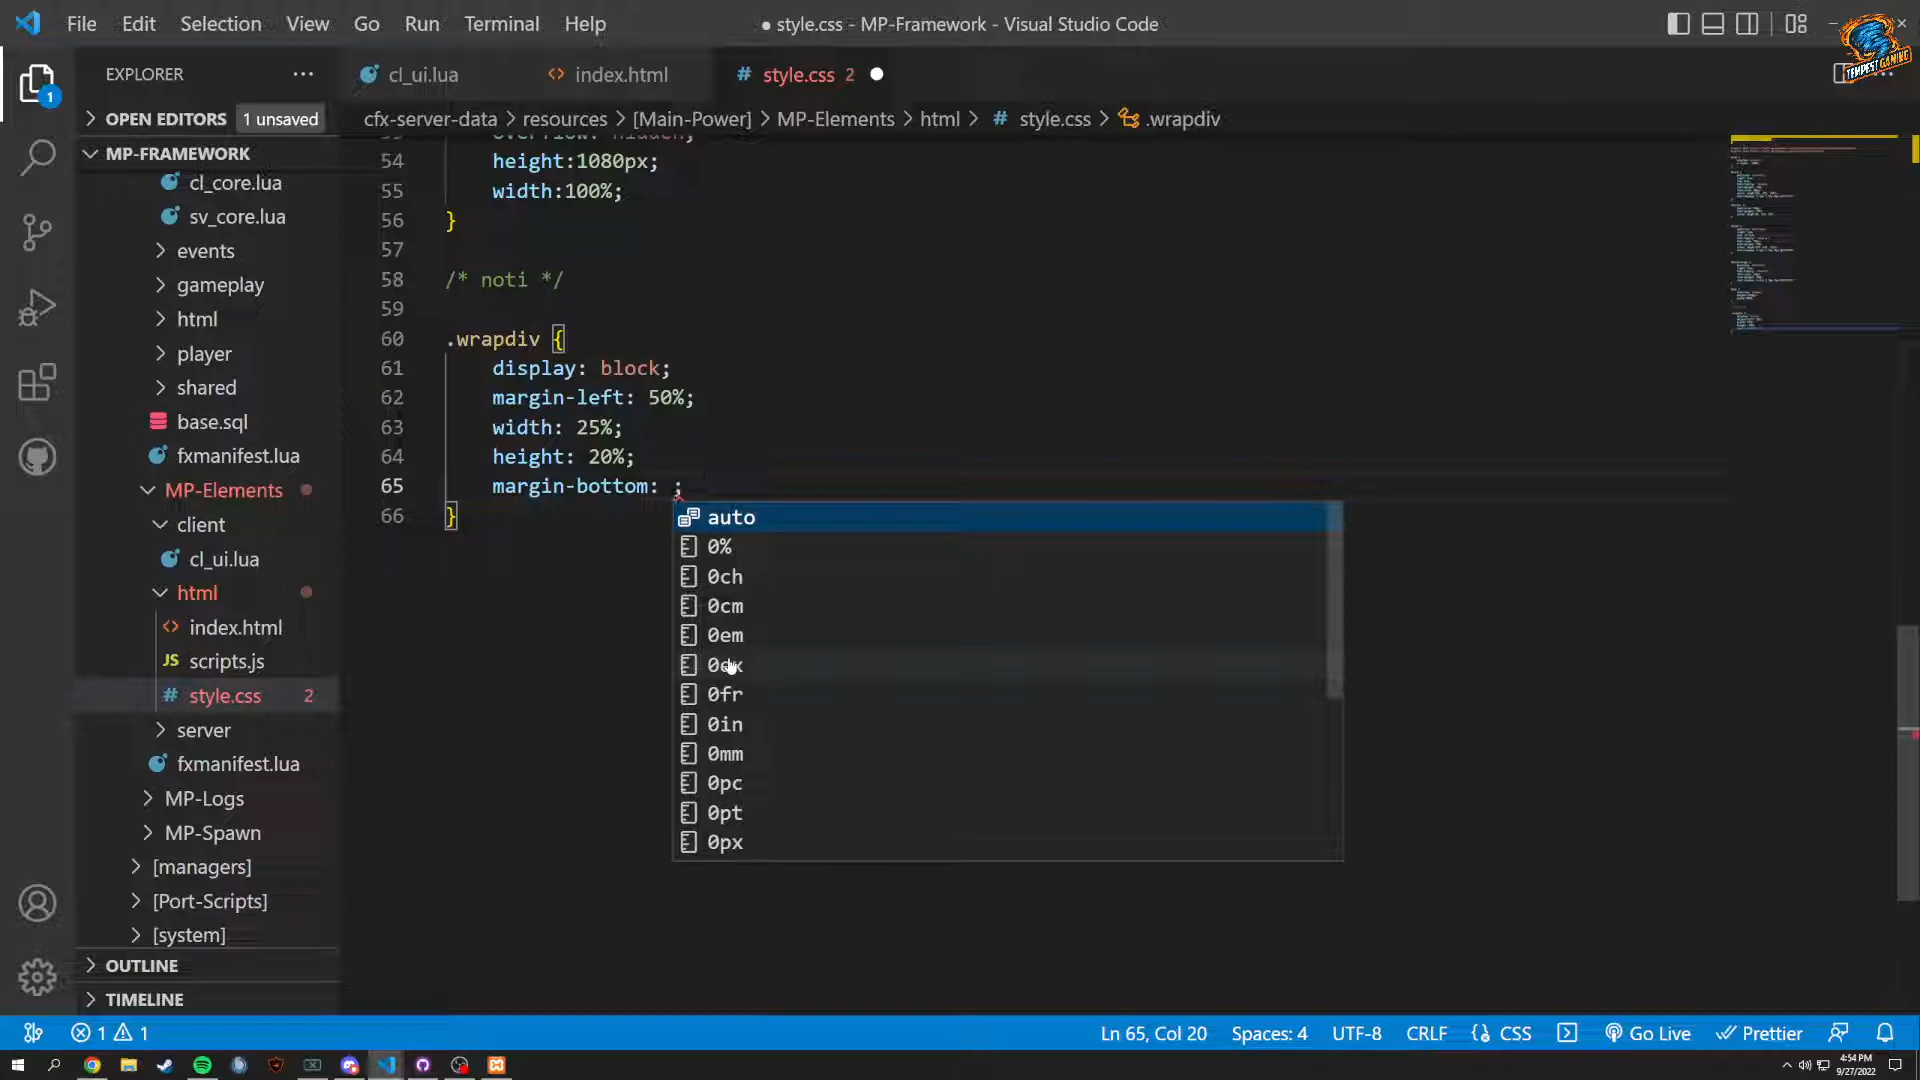 File Edit Selection View Go Run Terminal Help
● style.css - MP-Framework - Visual Studio Code
TEMPEST GAMING
EXPLORER
cl_ui.lua
index.html
style.css 2
OPEN EDITORS 1 unsaved
cfx-server-data > resources > [Main-Power] > MP-Elements > html > # style.css > .wrapdiv
MP-FRAMEWORK
cl_core.lua
sv_core.lua
events
gameplay
html
player
shared
base.sql
fxmanifest.lua
MP-Elements
client
cl_ui.lua
html
index.html
scripts.js
style.css 2
server
fxmanifest.lua
MP-Logs
MP-Spawn
[managers]
[Port-Scripts]
[system]
OUTLINE
TIMELINE
54 height:1080px;
55 width:100%;
56 }
57
58 /* noti */
59
60 .wrapdiv {
61 display: block;
62 margin-left: 50%;
63 width: 25%;
64 height: 20%;
65 margin-bottom: ;
66 }
auto
0%
0ch
0cm
0em
0ex
0fr
0in
0mm
0pc
0pt
0px
1 1
Ln 65, Col 20 Spaces: 4 UTF-8 CRLF CSS Go Live Prettier
4:54 PM
9/27/2022
1